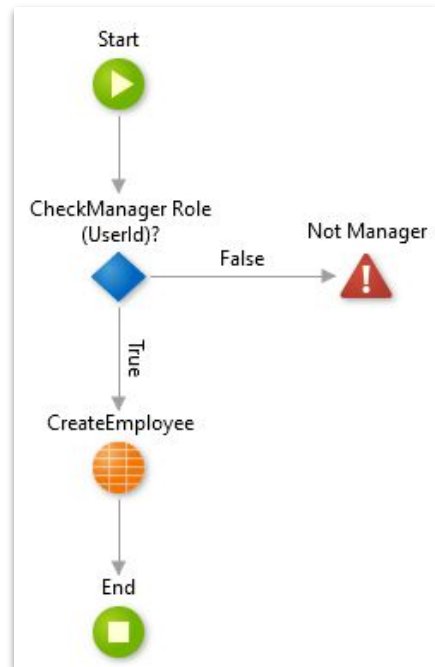 Start
CheckManager Role
(UserId)?
Not Manager
False
True
CreateEmployee
End